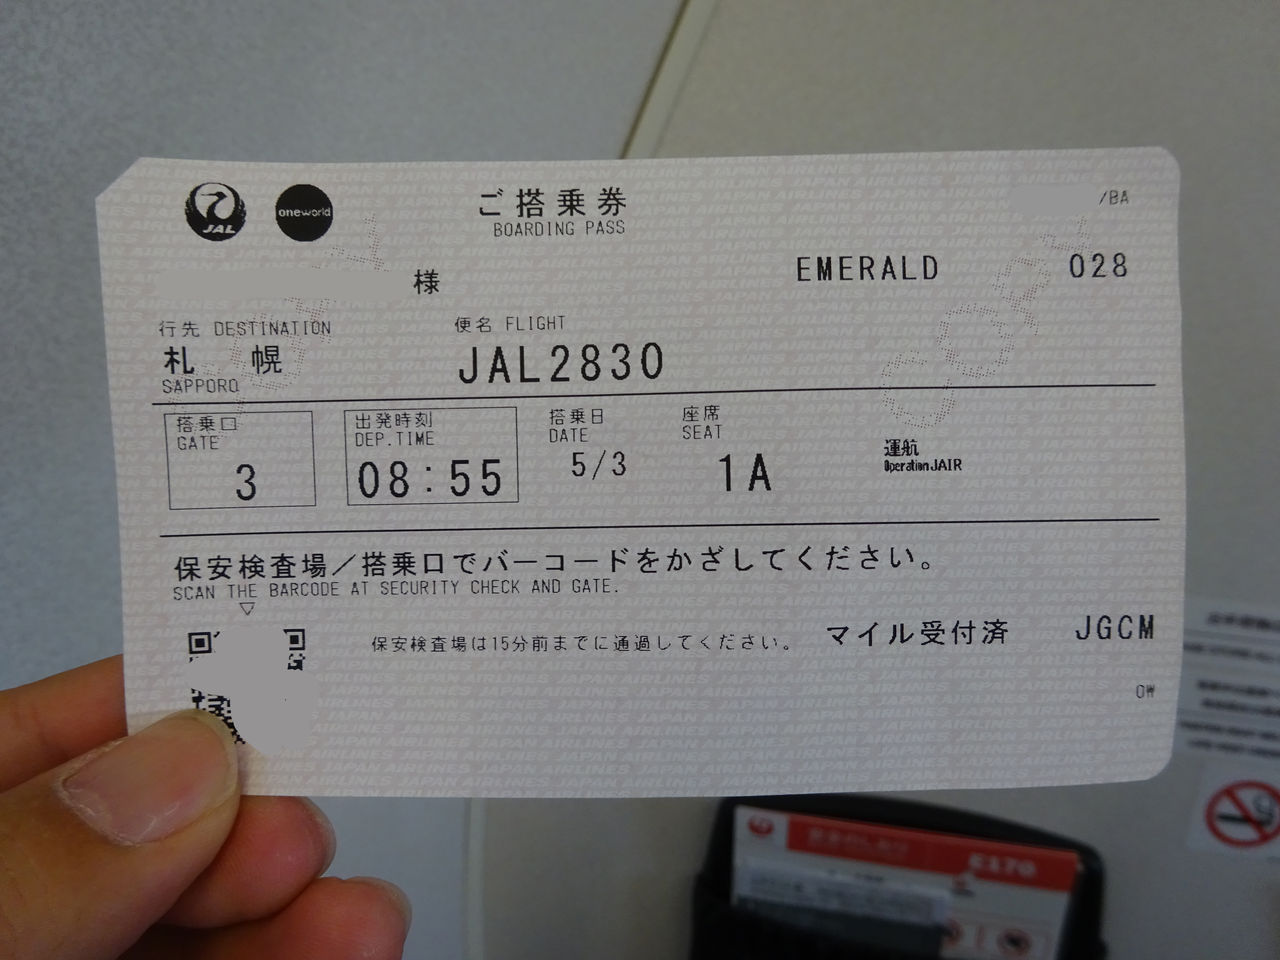 JAL
oneworld
ご搭乗券
BOARDING PASS
/BA
様
EMERALD 028
行先 DESTINATION
便名 FLIGHT
札 幌
SAPPORO
JAL2830
搭乗口
GATE
3
出発時刻
DEP.TIME
08:55
搭乗日
DATE
5/3
座席
SEAT
1A
運航
Operation JAIR
保安検査場/搭乗口でバーコードをかざしてください。
SCAN THE BARCODE AT SECURITY CHECK AND GATE.
保安検査場は15分前までに通過してください。
マイル受付済 JGCM
OW
E170